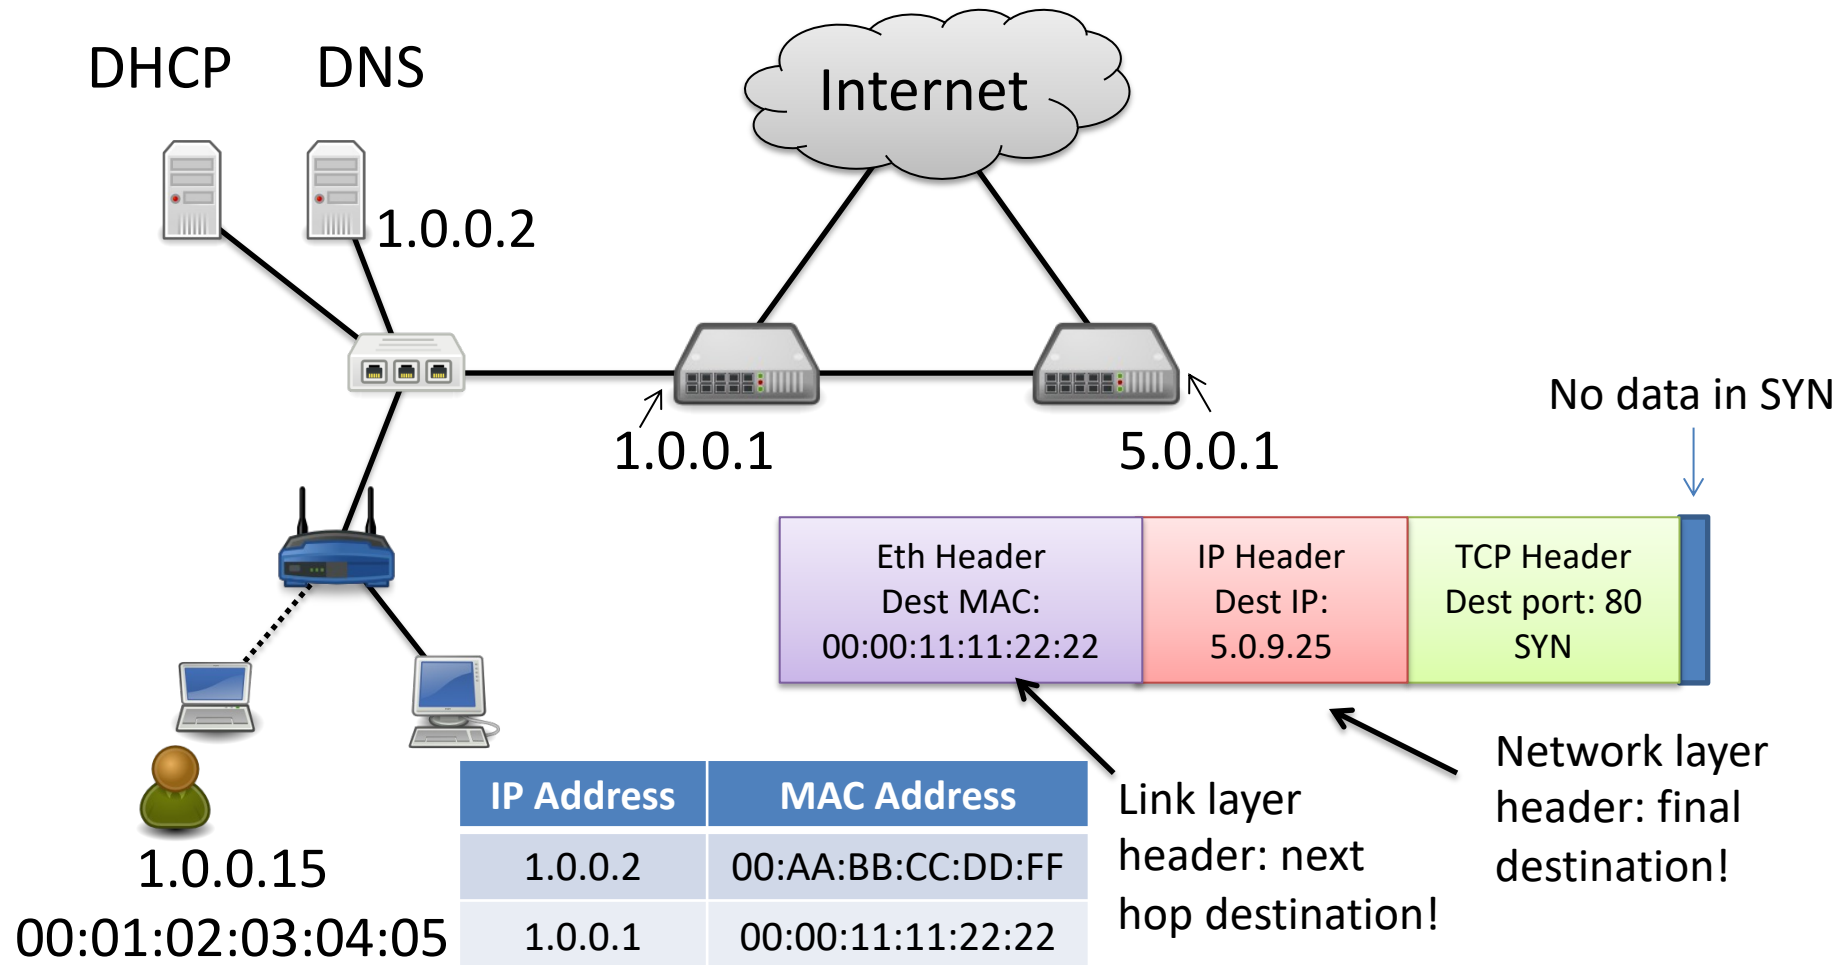 DHCP
DNS
Internet
1.0.0.2
1.0.0.1
5.0.0.1
No data in SYN
Eth Header
Dest MAC:
00:00:11:11:22:22
IP Header
Dest IP:
5.0.9.25
TCP Header
Dest port: 80
SYN
Link layer
header: next
hop destination!
Network layer
header: final
destination!
1.0.0.15
00:01:02:03:04:05
IP Address MAC Address
1.0.0.2 00:AA:BB:CC:DD:FF
1.0.0.1 00:00:11:11:22:22